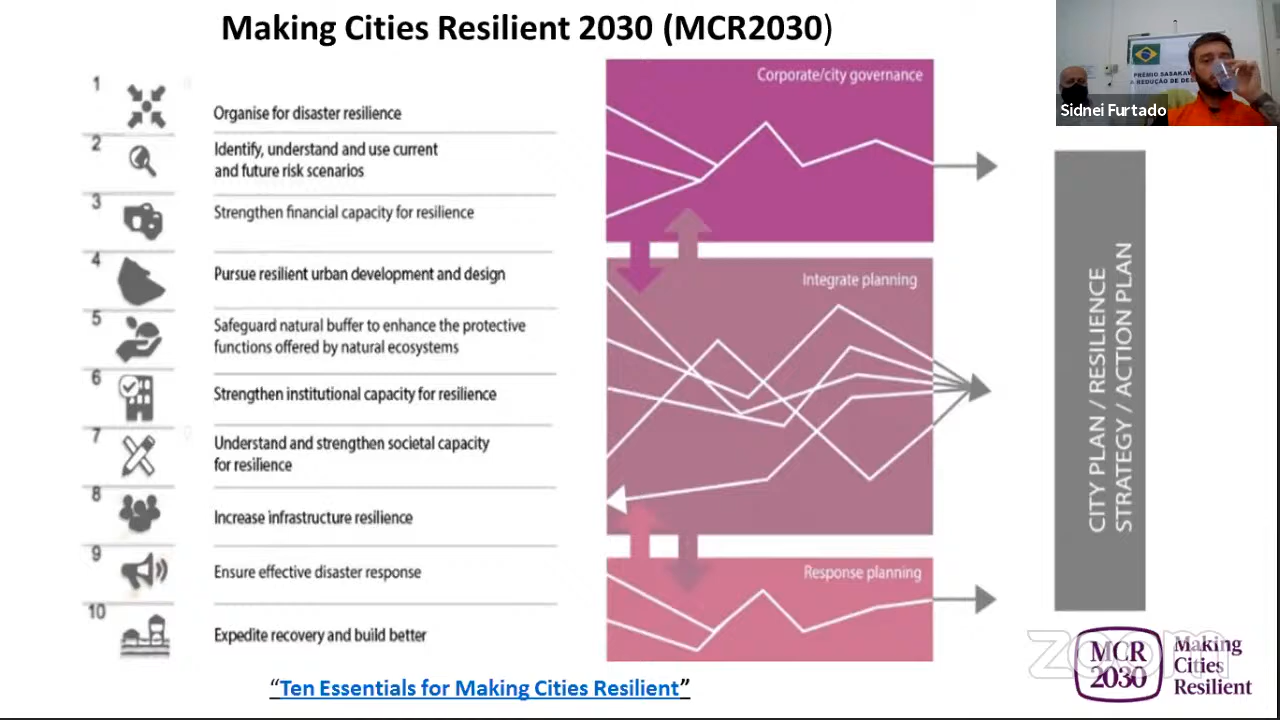 Making Cities Resilient 2030 (MCR2030)
1
Organise for disaster resilience
2
Identify, understand and use current
and future risk scenarios
3
Strengthen financial capacity for resilience
4
Pursue resilient urban development and design
5
Safeguard natural buffer to enhance the protective
functions offered by natural ecosystems
6
Strengthen institutional capacity for resilience
7
Understand and strengthen societal capacity
for resilience
8
Increase infrastructure resilience
9
Ensure effective disaster response
10
Expedite recovery and build better
"Ten Essentials for Making Cities Resilient"
Corporate/city governance
Integrate planning
Response planning
CITY PLAN / RESILIENCE
STRATEGY / ACTION PLAN
PRÊMIO
REDUÇÃO DE
Sidnei Furtado
zoom
MCR
2030
Making
Cities
Resilient